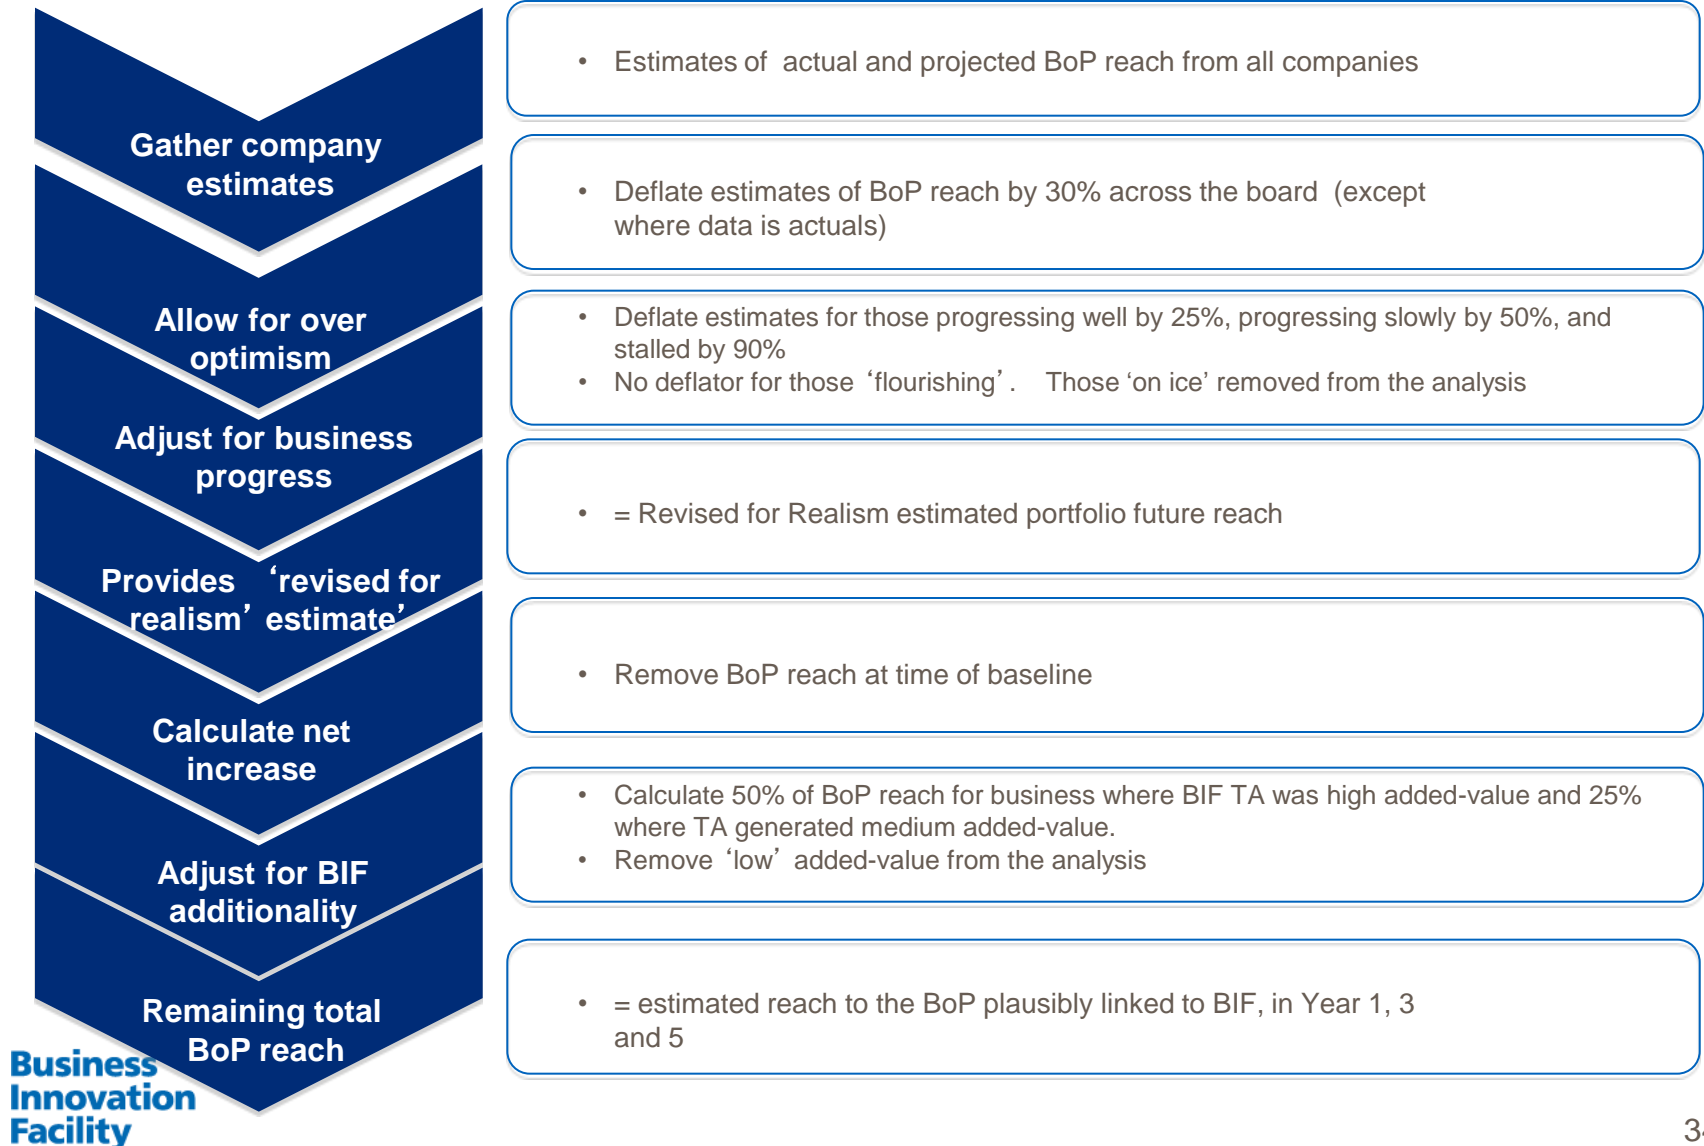 • Estimates of actual and projected BoP reach from all companies
Gather company
estimates
• Deflate estimates of BoP reach by 30% across the board (except
where data is actuals)
Allow for over
optimism
• Deflate estimates for those progressing well by 25%, progressing slowly by 50%, and
stalled by 90%
• No deflator for those ‘flourishing’. Those ‘on ice’ removed from the analysis
Adjust for business
progress
• = Revised for Realism estimated portfolio future reach
Provides ‘revised for
realism’ estimate’
• Remove BoP reach at time of baseline
Calculate net
increase
• Calculate 50% of BoP reach for business where BIF TA was high added-value and 25%
where TA generated medium added-value.
• Remove ‘low’ added-value from the analysis
Adjust for BIF
additionality
• = estimated reach to the BoP plausibly linked to BIF, in Year 1, 3
and 5
Remaining total
BoP reach
Business
Innovation
Facility